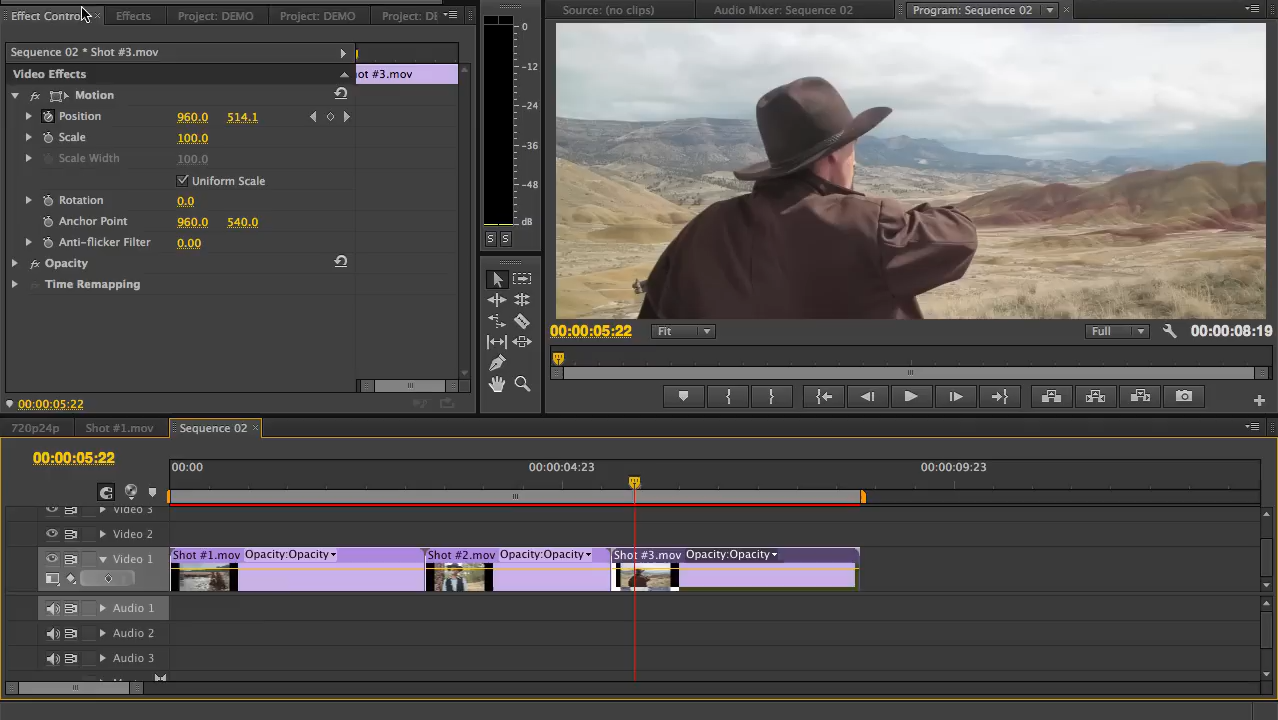 Effect Control
Effects
Project: DEMO
Project: DEMO
Project: DE
Source: (no clips)
Audio Mixer: Sequence 02
Program: Sequence 02
Sequence 02 * Shot #3.mov
ot #3.mov
Video Effects
fx Motion
Position 960.0 514.1
Scale 100.0
Scale Width 100.0
Uniform Scale
Rotation 0.0
Anchor Point 960.0 540.0
Anti-flicker Filter 0.00
fx Opacity
Time Remapping
00:00:05:22
0
-12
-24
-36
-48
dB
S S
00:00:05:22
Fit
Full
00:00:08:19
720p24p
Shot #1.mov
Sequence 02
00:00:05:22
00:00
00:00:04:23
00:00:09:23
Video 3
Video 2
Video 1
Shot #1.mov Opacity:Opacity
Shot #2.mov Opacity:Opacity
Shot #3.mov Opacity:Opacity
Audio 1
Audio 2
Audio 3